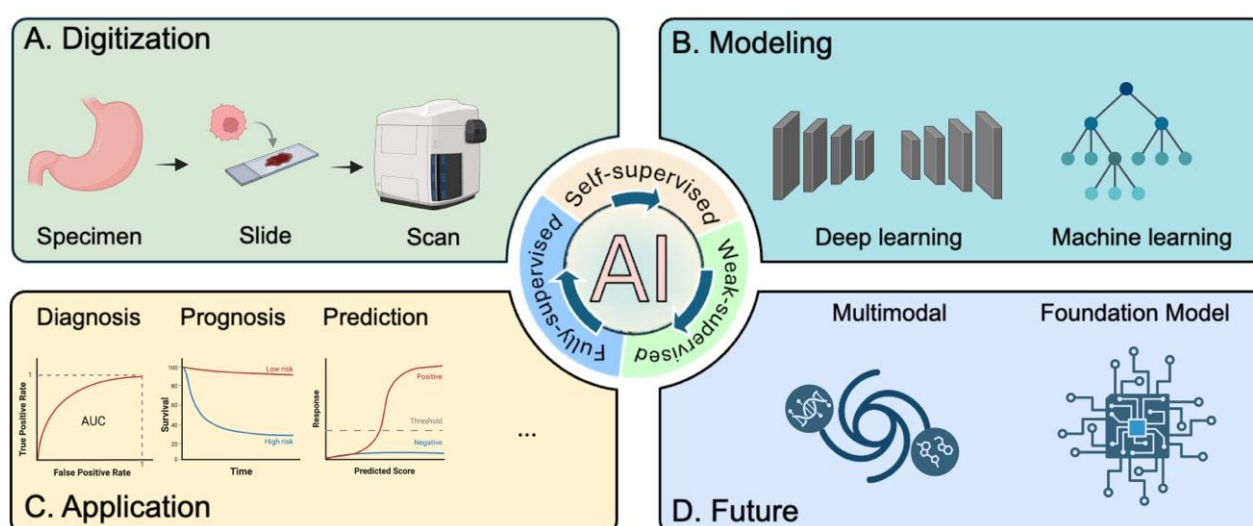 A. Digitization
Specimen
Slide
Scan
B. Modeling
Deep learning
Machine learning
Self-supervised
Weak-supervised
Fully-supervised
AI
Diagnosis
Prognosis
Prediction
True Positive Rate
1
AUC
1
False Positive Rate
Survival
100
80
60
40
20
0
Low risk
High risk
Time
Response
Positive
Threshold
Negative
Predicted Score
...
C. Application
Multimodal
Foundation Model
D. Future